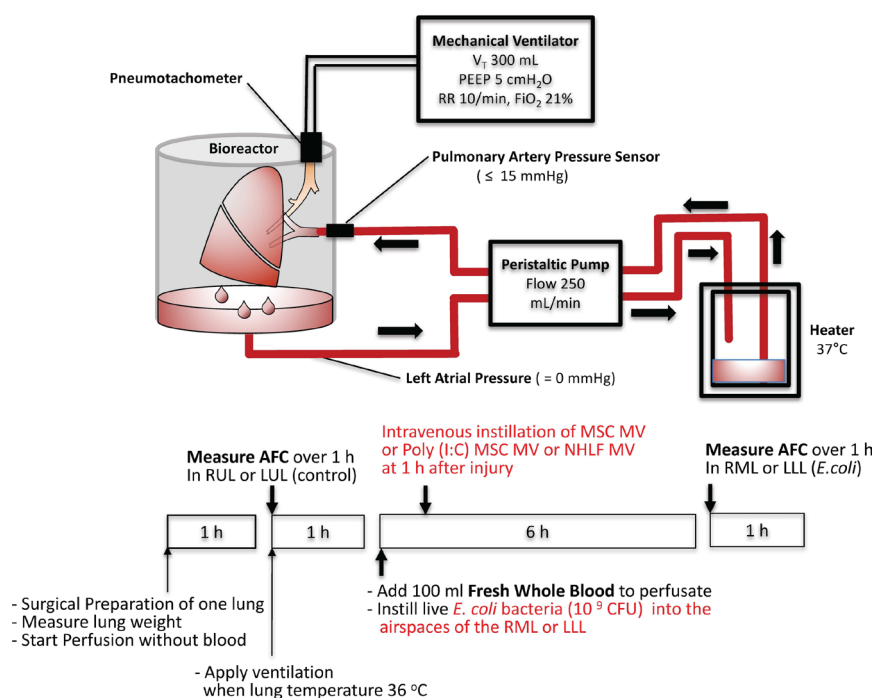 Mechanical Ventilator
V_T 300 mL
PEEP 5 cmH₂O
RR 10/min, FiO₂ 21%
Pneumotachometer
Bioreactor
Pulmonary Artery Pressure Sensor
( ≤ 15 mmHg)
Peristaltic Pump
Flow 250
mL/min
Heater
37°C
Left Atrial Pressure ( = 0 mmHg)
Measure AFC over 1 h
In RUL or LUL (control)
Intravenous instillation of MSC MV
or Poly (I:C) MSC MV or NHLF MV
at 1 h after injury
Measure AFC over 1 h
In RML or LLL (E.coli)
1 h
1 h
6 h
1 h
- Surgical Preparation of one lung
- Measure lung weight
- Start Perfusion without blood
- Add 100 ml Fresh Whole Blood to perfusate
- Instill live E. coli bacteria (10 ⁹ CFU) into the
airspaces of the RML or LLL
- Apply ventilation
when lung temperature 36 ⁰C